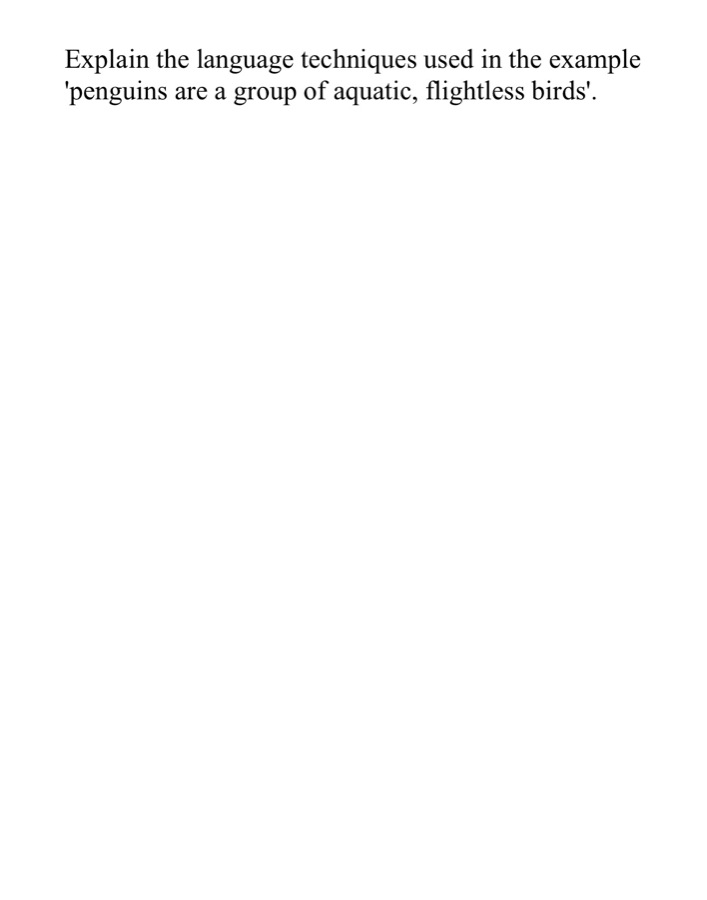 Explain the language techniques used in the example
'penguins are a group of aquatic, flightless birds'.